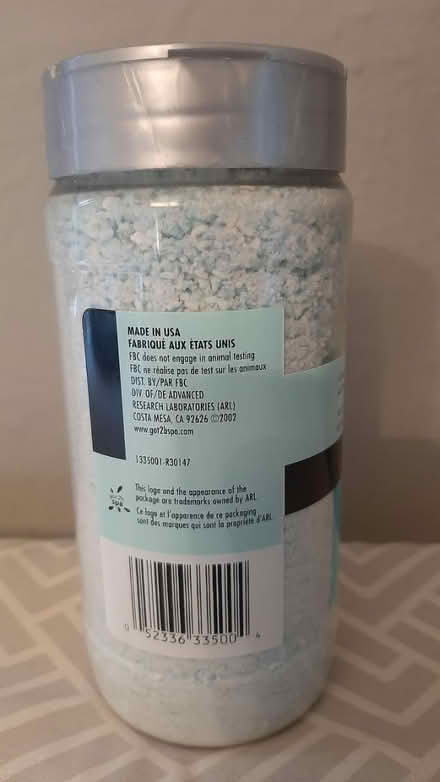 MADE IN USA
FABRIQUÉ AUX ÉTATS UNIS
FBC does not engage in animal testing
FBC ne réalise pas de test sur les animaux
DIST. BY/PAR FBC
DIV. OF/DE ADVANCED
RESEARCH LABORATORIES (ARL)
COSTA MESA, CA 92626 ©2002
www.got2bspa.com
1335001-R30147
got2b
spa
This logo and the appearance of the
package are trademarks owned by ARL.
Ce logo et l'apparence de ce packaging
sont des marques qui sont la propriété d'ARL
0 52336 33500 4